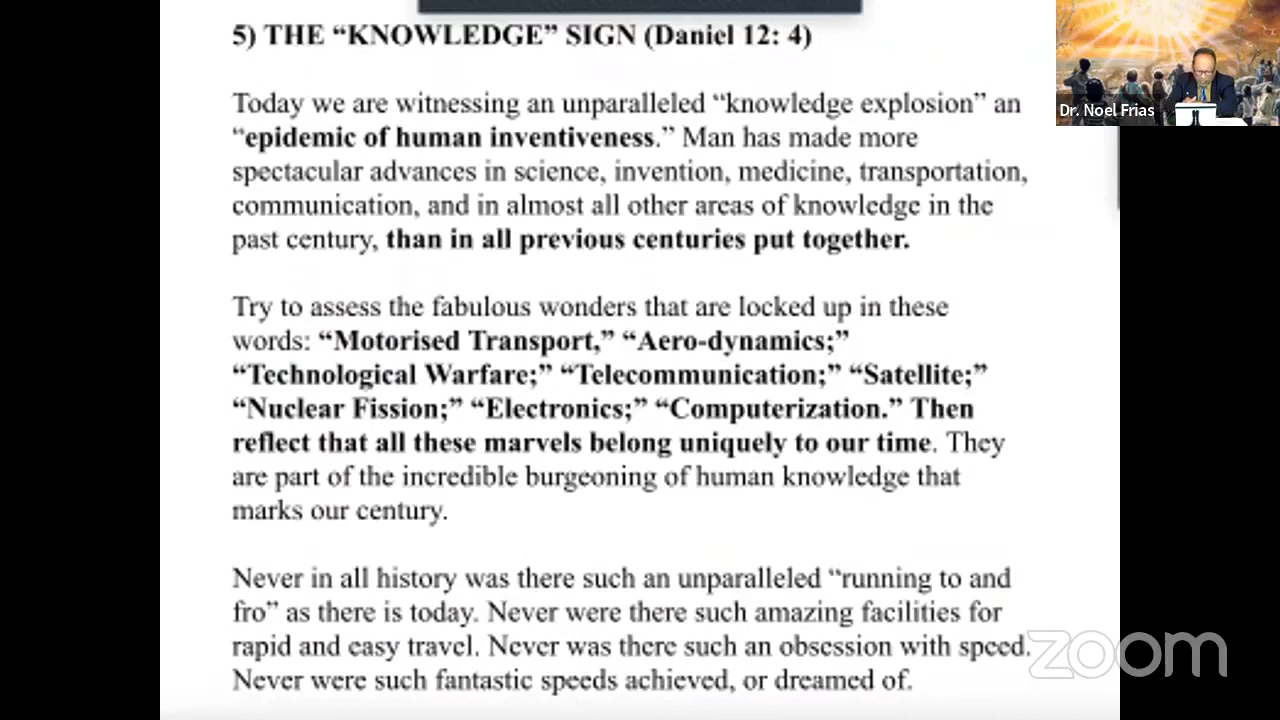 5) THE “KNOWLEDGE” SIGN (Daniel 12: 4)
Today we are witnessing an unparalleled “knowledge explosion” an
“epidemic of human inventiveness.” Man has made more
spectacular advances in science, invention, medicine, transportation,
communication, and in almost all other areas of knowledge in the
past century, than in all previous centuries put together.
Try to assess the fabulous wonders that are locked up in these
words: “Motorised Transport,” “Aero-dynamics;”
“Technological Warfare;” “Telecommunication;” “Satellite;”
“Nuclear Fission;” “Electronics;” “Computerization.” Then
reflect that all these marvels belong uniquely to our time. They
are part of the incredible burgeoning of human knowledge that
marks our century.
Never in all history was there such an unparalleled “running to and
fro” as there is today. Never were there such amazing facilities for
rapid and easy travel. Never was there such an obsession with speed.
Never were such fantastic speeds achieved, or dreamed of.
Dr. Noel Frias
zoom